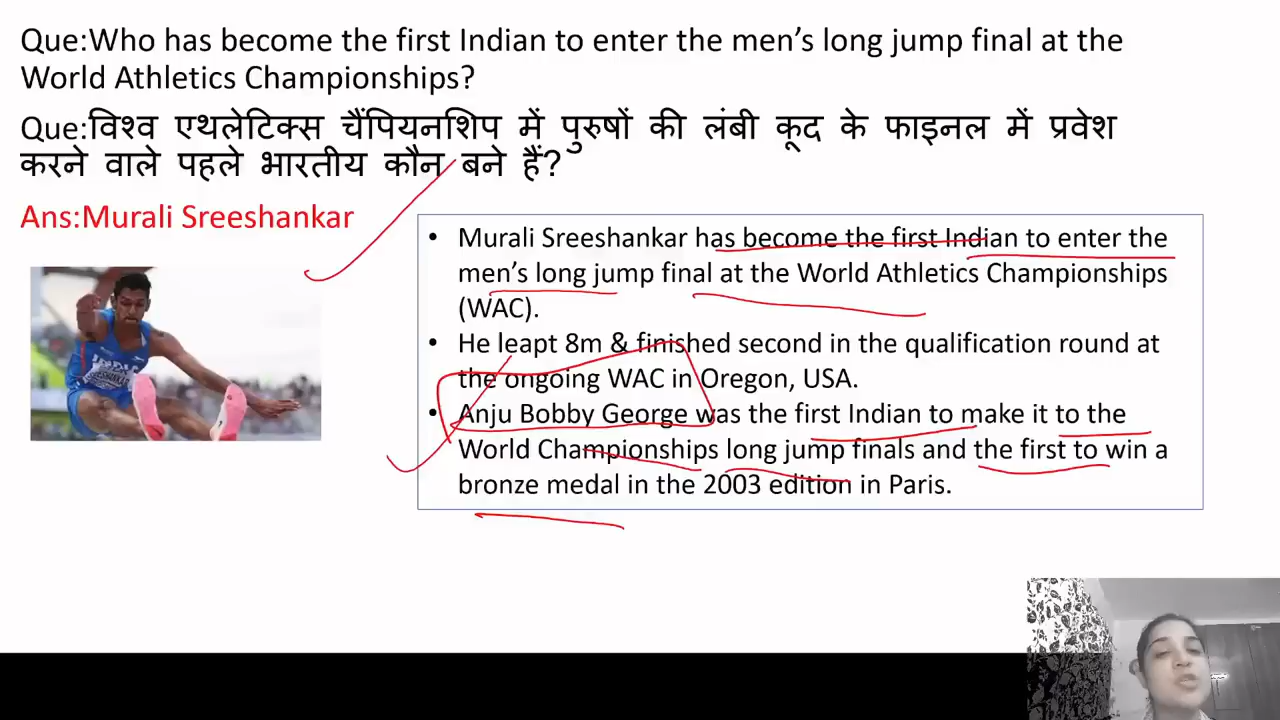 Que:Who has become the first Indian to enter the men’s long jump final at the
World Athletics Championships?
Que:विश्व एथलेटिक्स चैंपियनशिप में पुरुषों की लंबी कूद के फाइनल में प्रवेश
करने वाले पहले भारतीय कौन बने हैं?
Ans:Murali Sreeshankar
• Murali Sreeshankar has become the first Indian to enter the
men’s long jump final at the World Athletics Championships
(WAC).
• He leapt 8m & finished second in the qualification round at
the ongoing WAC in Oregon, USA.
• Anju Bobby George was the first Indian to make it to the
World Championships long jump finals and the first to win a
bronze medal in the 2003 edition in Paris.